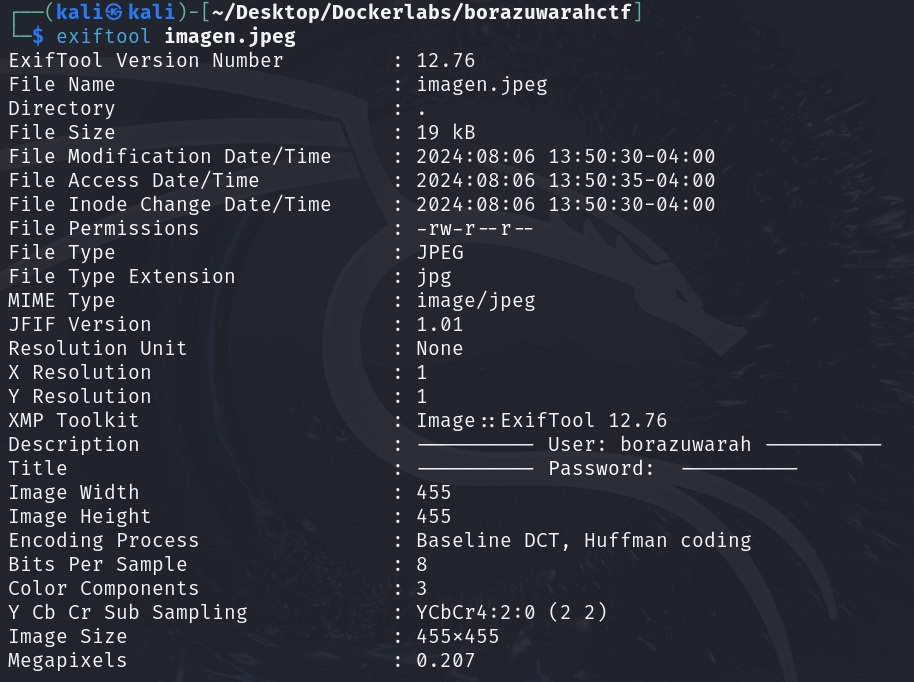 ┌──(kali㉿kali)-[~/Desktop/Dockerlabs/borazuwarahctf]
└─$ exiftool imagen.jpeg
ExifTool Version Number         : 12.76
File Name                       : imagen.jpeg
Directory                       : .
File Size                       : 19 kB
File Modification Date/Time     : 2024:08:06 13:50:30-04:00
File Access Date/Time           : 2024:08:06 13:50:35-04:00
File Inode Change Date/Time     : 2024:08:06 13:50:30-04:00
File Permissions                : -rw-r--r--
File Type                       : JPEG
File Type Extension             : jpg
MIME Type                       : image/jpeg
JFIF Version                    : 1.01
Resolution Unit                 : None
X Resolution                    : 1
Y Resolution                    : 1
XMP Toolkit                     : Image::ExifTool 12.76
Description                     : ---------- User: borazuwarah ----------
Title                           : ---------- Password:  ----------
Image Width                     : 455
Image Height                    : 455
Encoding Process                : Baseline DCT, Huffman coding
Bits Per Sample                 : 8
Color Components                : 3
Y Cb Cr Sub Sampling            : YCbCr4:2:0 (2 2)
Image Size                      : 455×455
Megapixels                      : 0.207